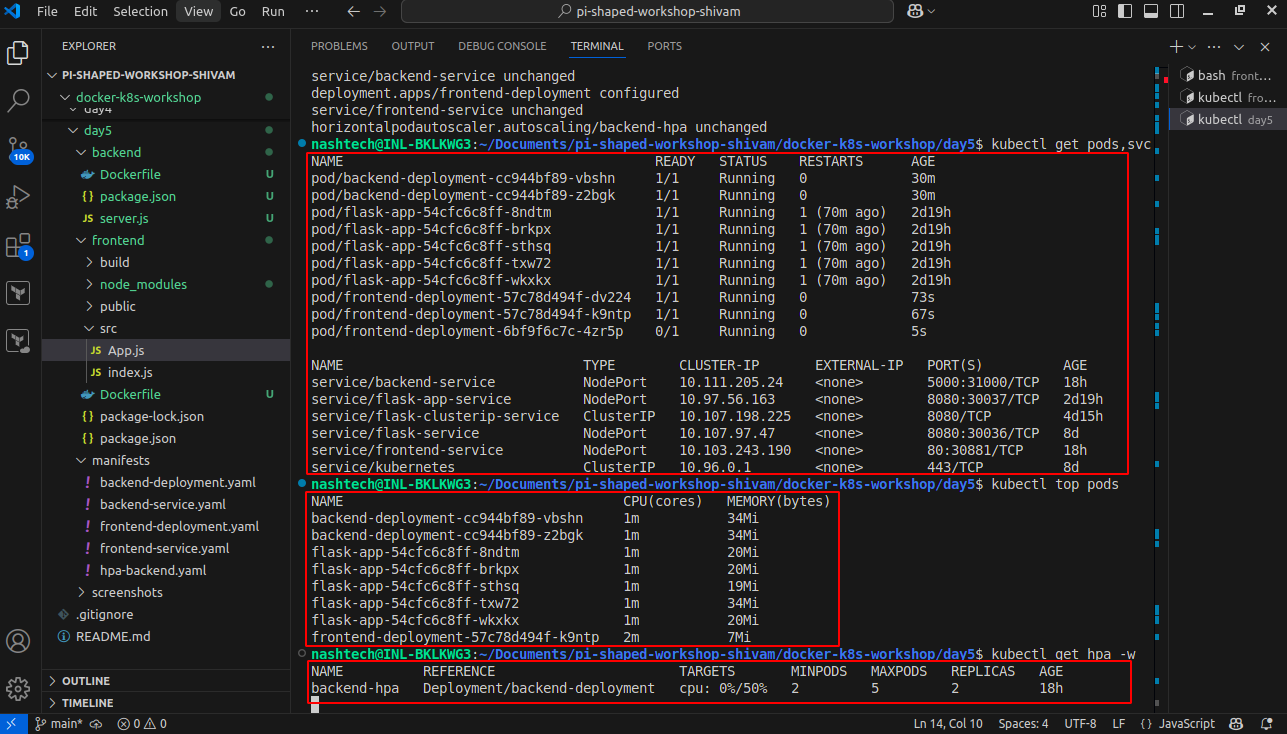 File Edit Selection View Go Run ··· pi-shaped-workshop-shivam
EXPLORER ···
PI-SHAPED-WORKSHOP-SHIVAM
docker-k8s-workshop
day4
day5
backend
Dockerfile U
{} package.json U
JS server.js U
frontend
build
node_modules
public
src
JS App.js
JS index.js
Dockerfile U
{} package-lock.json
{} package.json
manifests
! backend-deployment.yaml
! backend-service.yaml
! frontend-deployment.yaml
! frontend-service.yaml
! hpa-backend.yaml
screenshots
.gitignore
README.md
OUTLINE
TIMELINE
10K
1
PROBLEMS OUTPUT DEBUG CONSOLE TERMINAL PORTS
service/backend-service unchanged
deployment.apps/frontend-deployment configured
service/frontend-service unchanged
horizontalpodautoscaler.autoscaling/backend-hpa unchanged
nashtech@INL-BKLKWG3:~/Documents/pi-shaped-workshop-shivam/docker-k8s-workshop/day5$ kubectl get pods,svc
NAME READY STATUS RESTARTS AGE
pod/backend-deployment-cc944bf89-vbshn 1/1 Running 0 30m
pod/backend-deployment-cc944bf89-z2bgk 1/1 Running 0 30m
pod/flask-app-54cfc6c8ff-8ndtm 1/1 Running 1 (70m ago) 2d19h
pod/flask-app-54cfc6c8ff-brkpx 1/1 Running 1 (70m ago) 2d19h
pod/flask-app-54cfc6c8ff-sthsq 1/1 Running 1 (70m ago) 2d19h
pod/flask-app-54cfc6c8ff-txw72 1/1 Running 1 (70m ago) 2d19h
pod/flask-app-54cfc6c8ff-wkxkx 1/1 Running 1 (70m ago) 2d19h
pod/frontend-deployment-57c78d494f-dv224 1/1 Running 0 73s
pod/frontend-deployment-57c78d494f-k9ntp 1/1 Running 0 67s
pod/frontend-deployment-6bf9f6c7c-4zr5p 0/1 Running 0 5s
NAME TYPE CLUSTER-IP EXTERNAL-IP PORT(S) AGE
service/backend-service NodePort 10.111.205.24 <none> 5000:31000/TCP 18h
service/flask-app-service NodePort 10.97.56.163 <none> 8080:30037/TCP 2d19h
service/flask-clusterip-service ClusterIP 10.107.198.225 <none> 8080/TCP 4d15h
service/flask-service NodePort 10.107.97.47 <none> 8080:30036/TCP 8d
service/frontend-service NodePort 10.103.243.190 <none> 80:30881/TCP 18h
service/kubernetes ClusterIP 10.96.0.1 <none> 443/TCP 8d
nashtech@INL-BKLKWG3:~/Documents/pi-shaped-workshop-shivam/docker-k8s-workshop/day5$ kubectl top pods
NAME CPU(cores) MEMORY(bytes)
backend-deployment-cc944bf89-vbshn 1m 34Mi
backend-deployment-cc944bf89-z2bgk 1m 34Mi
flask-app-54cfc6c8ff-8ndtm 1m 20Mi
flask-app-54cfc6c8ff-brkpx 1m 20Mi
flask-app-54cfc6c8ff-sthsq 1m 19Mi
flask-app-54cfc6c8ff-txw72 1m 34Mi
flask-app-54cfc6c8ff-wkxkx 1m 20Mi
frontend-deployment-57c78d494f-k9ntp 2m 7Mi
nashtech@INL-BKLKWG3:~/Documents/pi-shaped-workshop-shivam/docker-k8s-workshop/day5$ kubectl get hpa -w
NAME REFERENCE TARGETS MINPODS MAXPODS REPLICAS AGE
backend-hpa Deployment/backend-deployment cpu: 0%/50% 2 5 2 18h
bash front...
kubectl fro...
kubectl day5
main* 0 0 Ln 14, Col 10 Spaces: 4 UTF-8 LF {} JavaScript